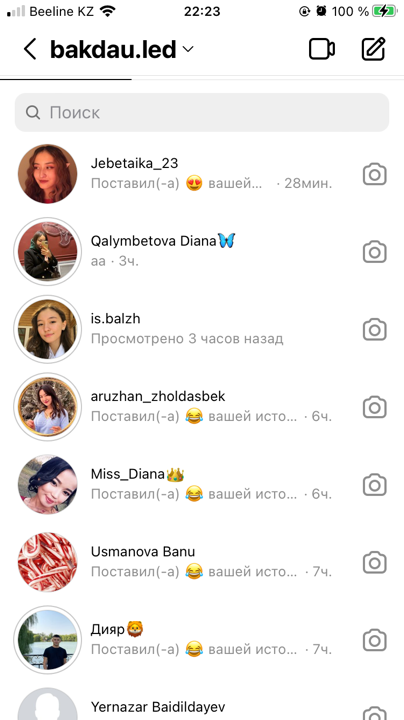 Beeline KZ 22:23 100 %
bakdau.led
Поиск
Jebetaika_23
Поставил(-а) 😍 вашей... · 28мин.
Qalymbetova Diana🦋
аа · 3ч.
is.balzh
Просмотрено 3 часов назад
aruzhan_zholdasbek
Поставил(-а) 😂 вашей исто... · 6ч.
Miss_Diana👑
Поставил(-а) 😂 вашей исто... · 6ч.
Usmanova Banu
Поставил(-а) 😂 вашей исто... · 7ч.
Дияр🦁
Поставил(-а) 😂 вашей исто... · 7ч.
Yernazar Baidildayev